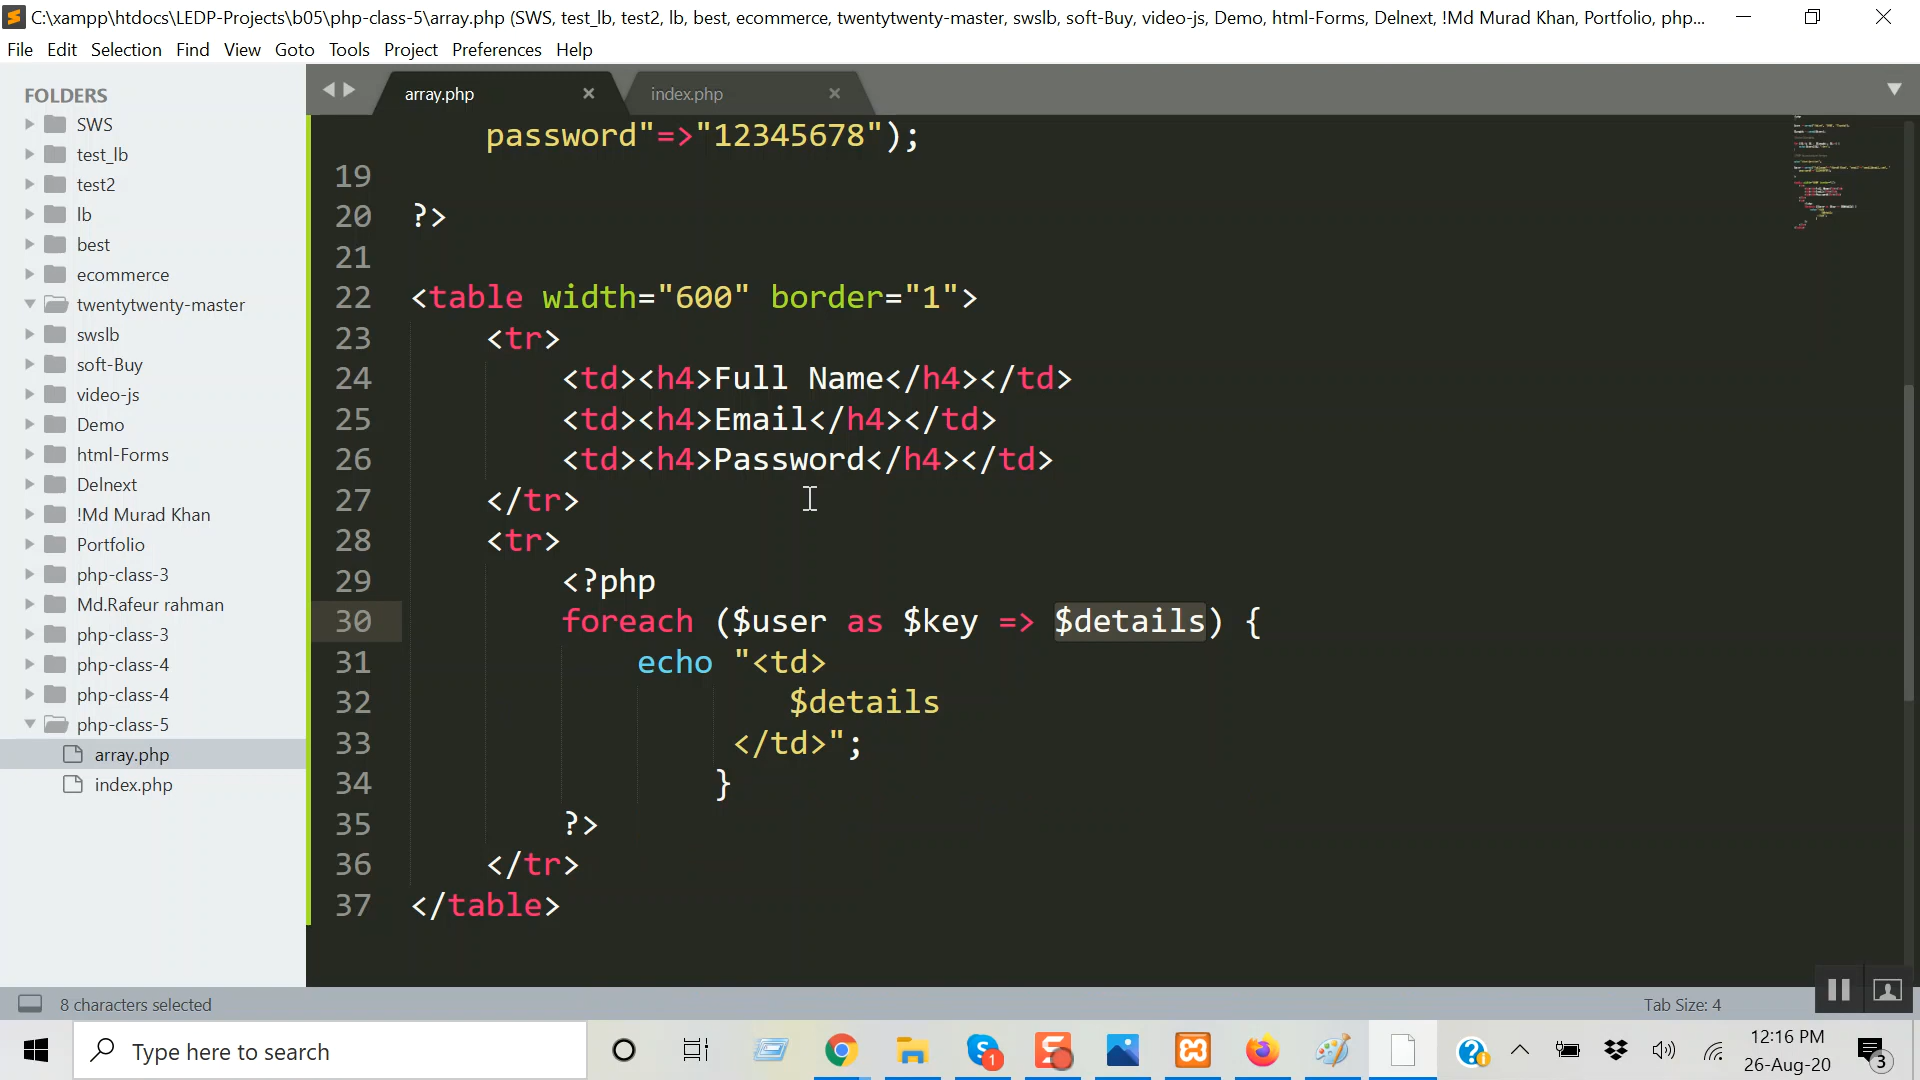 C:\xampp\htdocs\LEDP-Projects\b05\php-class-5\array.php (SWS, test_lb, test2, lb, best, ecommerce, twentytwenty-master, swslb, soft-Buy, video-js, Demo, html-Forms, Delnext, !Md Murad Khan, Portfolio, php...
File Edit Selection Find View Goto Tools Project Preferences Help
FOLDERS
SWS
test_lb
test2
lb
best
ecommerce
twentytwenty-master
swslb
soft-Buy
video-js
Demo
html-Forms
Delnext
!Md Murad Khan
Portfolio
php-class-3
Md.Rafeur rahman
php-class-3
php-class-4
php-class-4
php-class-5
array.php
index.php
array.php × index.php ×
password"=>"12345678");
19
20 ?>
21
22 <table width="600" border="1">
23 <tr>
24 <td><h4>Full Name</h4></td>
25 <td><h4>Email</h4></td>
26 <td><h4>Password</h4></td>
27 </tr>
28 <tr>
29 <?php
30 foreach ($user as $key => $details) {
31 echo "<td>
32 $details
33 </td>";
34 }
35 ?>
36 </tr>
37 </table>
8 characters selected
Tab Size: 4
Type here to search
1
12:16 PM
26-Aug-20
3